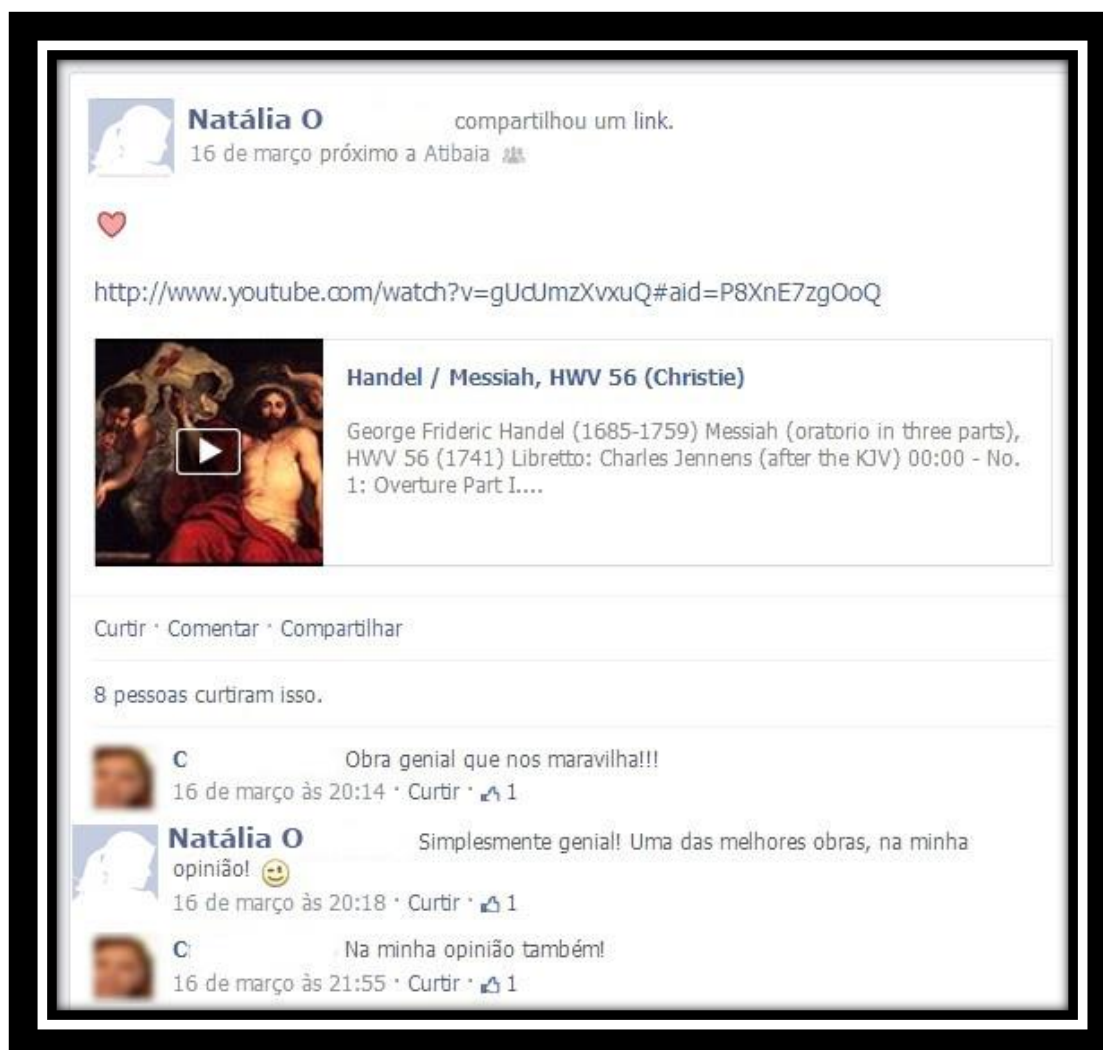 Natália O compartilhou um link.
16 de março próximo a Atibaia
http://www.youtube.com/watch?v=gUcUmzXvxuQ#aid=P8XnE7zgOoQ
Handel / Messiah, HWV 56 (Christie)
George Frideric Handel (1685-1759) Messiah (oratorio in three parts),
HWV 56 (1741) Libretto: Charles Jennens (after the KJV) 00:00 - No.
1: Overture Part I....
Curtir · Comentar · Compartilhar
8 pessoas curtiram isso.
C Obra genial que nos maravilha!!!
16 de março às 20:14 · Curtir · 1
Natália O Simplesmente genial! Uma das melhores obras, na minha
opinião!
16 de março às 20:18 · Curtir · 1
C Na minha opinião também!
16 de março às 21:55 · Curtir · 1